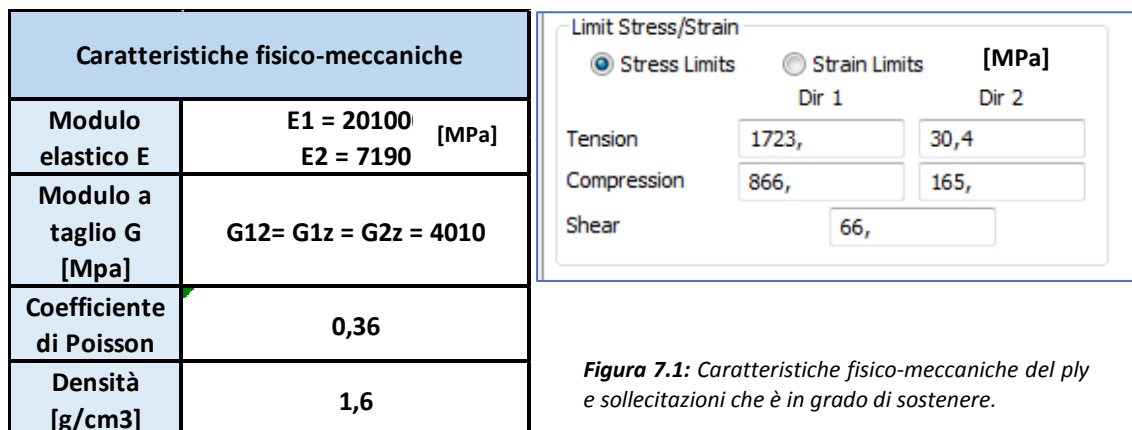 Caratteristiche fisico-meccaniche
Modulo
elastico E
E1 = 20100
E2 = 7190
[MPa]
Modulo a
taglio G
[Mpa]
G12= G1z = G2z = 4010
Coefficiente
di Poisson
0,36
Densità
[g/cm3]
1,6
Limit Stress/Strain
Stress Limits Strain Limits [MPa]
Dir 1 Dir 2
Tension 1723, 30,4
Compression 866, 165,
Shear 66,
Figura 7.1: Caratteristiche fisico-meccaniche del ply
e sollecitazioni che è in grado di sostenere.